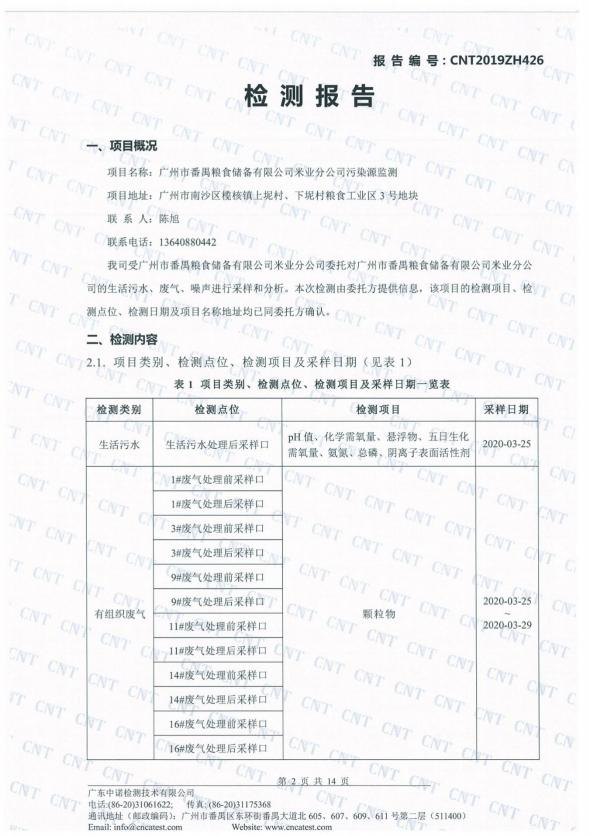 报 告 编 号：CNT2019ZH426
检 测 报 告
一、项目概况
项目名称：广州市番禺粮食储备有限公司米业分公司污染源监测
项目地址：广州市南沙区榄核镇上坭村、下坭村粮食工业区 3 号地块
联 系 人：陈旭
联系电话：13640880442
我司受广州市番禺粮食储备有限公司米业分公司委托对广州市番禺粮食储备有限公司米业分公
司的生活污水、废气、噪声进行采样和分析。本次检测由委托方提供信息，该项目的检测项目、检
测点位、检测日期及项目名称地址均已同委托方确认。
二、检测内容
2.1、项目类别、检测点位、检测项目及采样日期（见表 1）
表 1 项目类别、检测点位、检测项目及采样日期一览表
检测类别 检测点位 检测项目 采样日期
生活污水 生活污水处理后采样口 pH 值、化学需氧量、悬浮物、五日生化
需氧量、氨氮、总磷、阴离子表面活性剂 2020-03-25
有组织废气
1#废气处理前采样口
1#废气处理后采样口
3#废气处理前采样口
3#废气处理后采样口
9#废气处理前采样口
9#废气处理后采样口
11#废气处理前采样口
11#废气处理后采样口
14#废气处理前采样口
14#废气处理后采样口
16#废气处理前采样口
16#废气处理后采样口
颗粒物
2020-03-25
~
2020-03-29
第 2 页 共 14 页
广东中诺检测技术有限公司
电话:(86-20)31061622; 传真:(86-20)31175368
通讯地址（邮政编码）：广州市番禺区东环街番禺大道北 605、607、609、611 号第二层（511400）
Email: info@cncatest.com Website: www.cncatest.com